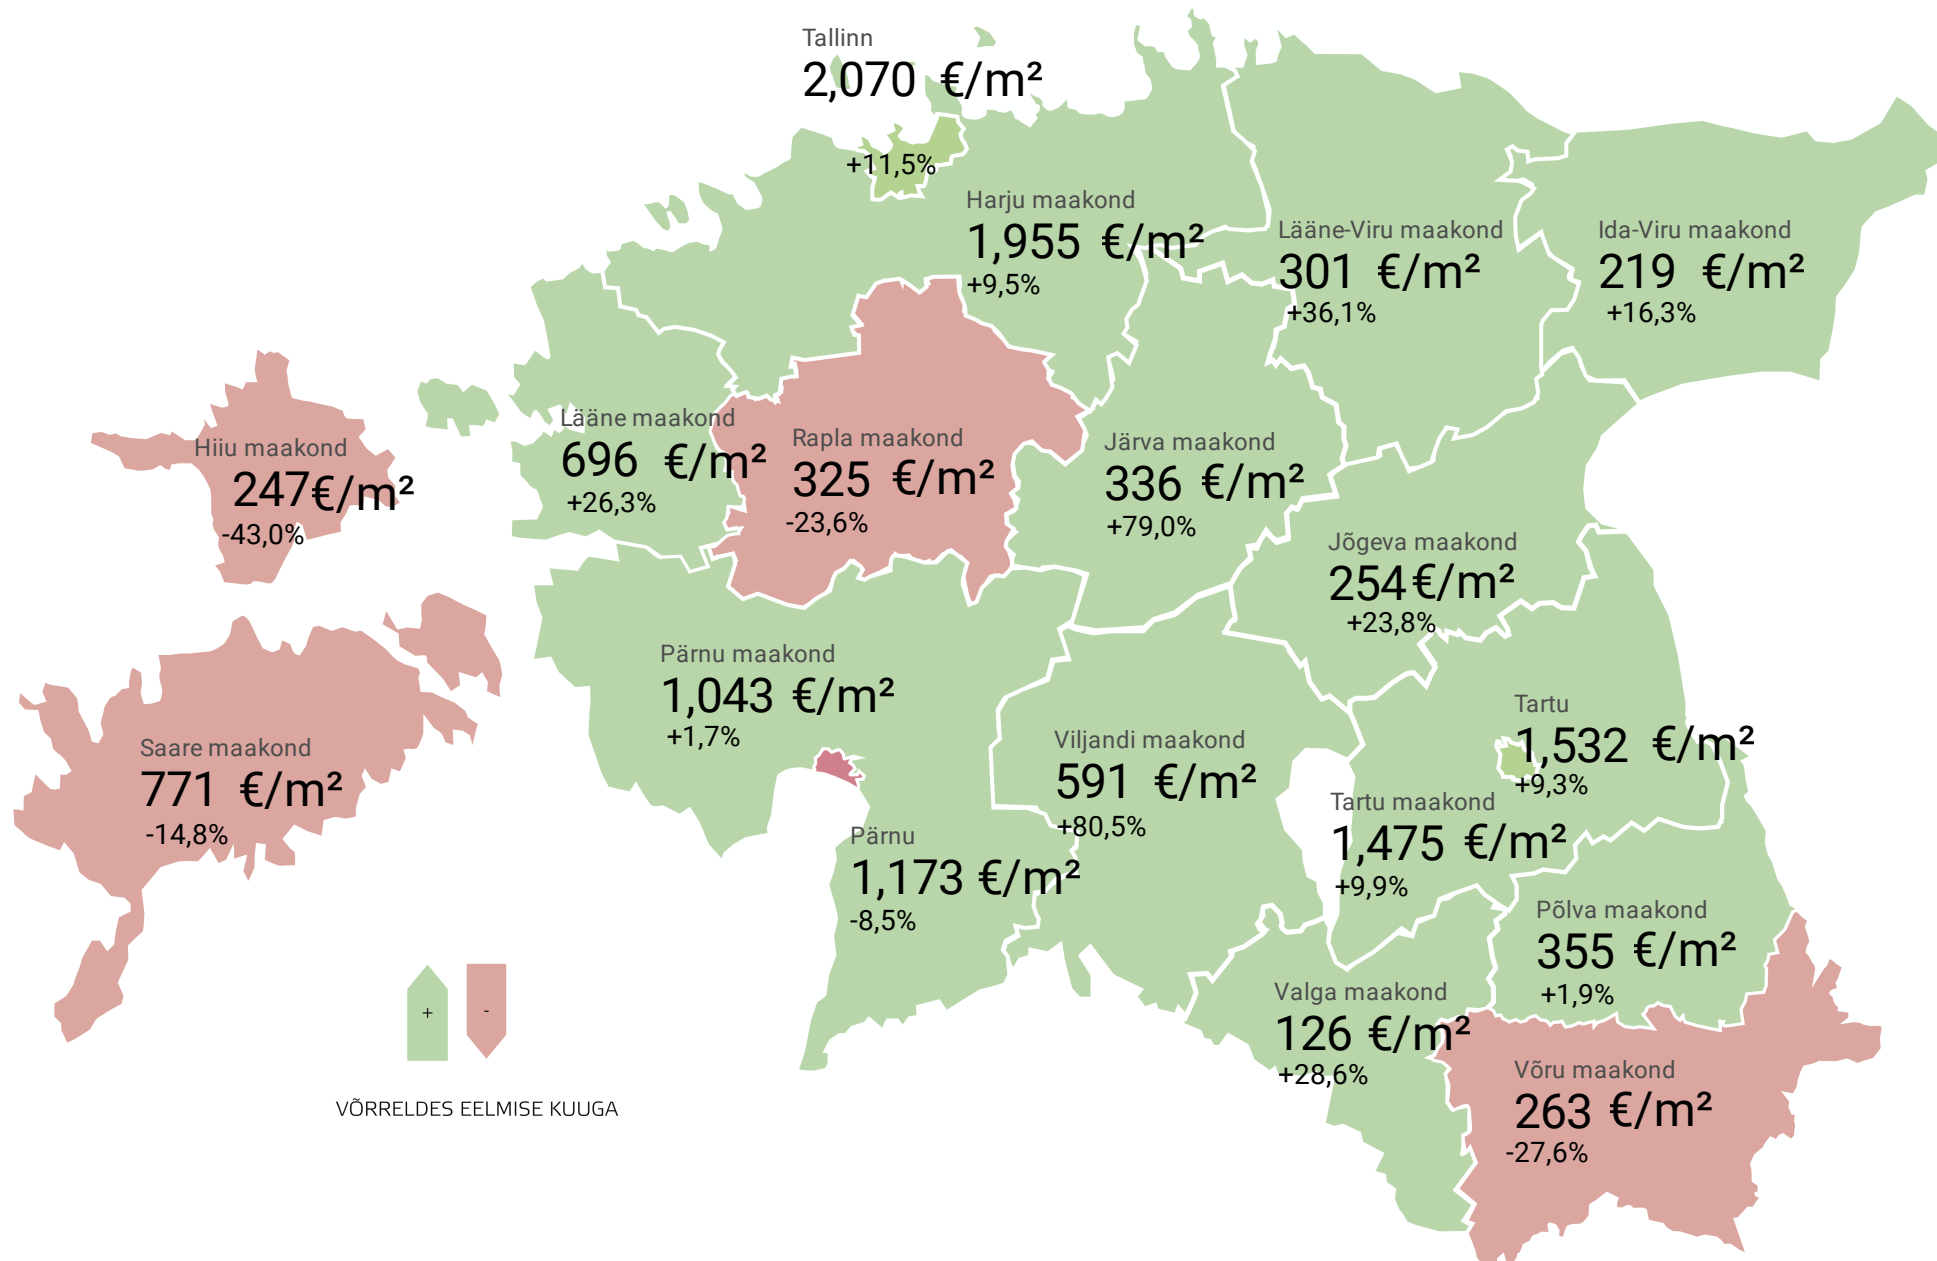 Tallinn
2,070 €/m²
+11,5%
Harju maakond
1,955 €/m²
+9,5%
Lääne-Viru maakond
301 €/m²
+36,1%
Ida-Viru maakond
219 €/m²
+16,3%
Hiiu maakond
247 €/m²
-43,0%
Lääne maakond
696 €/m²
+26,3%
Rapla maakond
325 €/m²
-23,6%
Järva maakond
336 €/m²
+79,0%
Jõgeva maakond
254 €/m²
+23,8%
Saare maakond
771 €/m²
-14,8%
Pärnu maakond
1,043 €/m²
+1,7%
Pärnu
1,173 €/m²
-8,5%
Viljandi maakond
591 €/m²
+80,5%
Tartu
1,532 €/m²
+9,3%
Tartu maakond
1,475 €/m²
+9,9%
Põlva maakond
355 €/m²
+1,9%
Valga maakond
126 €/m²
+28,6%
Võru maakond
263 €/m²
-27,6%
+ -
VÕRRELDES EELMISE KUUGA